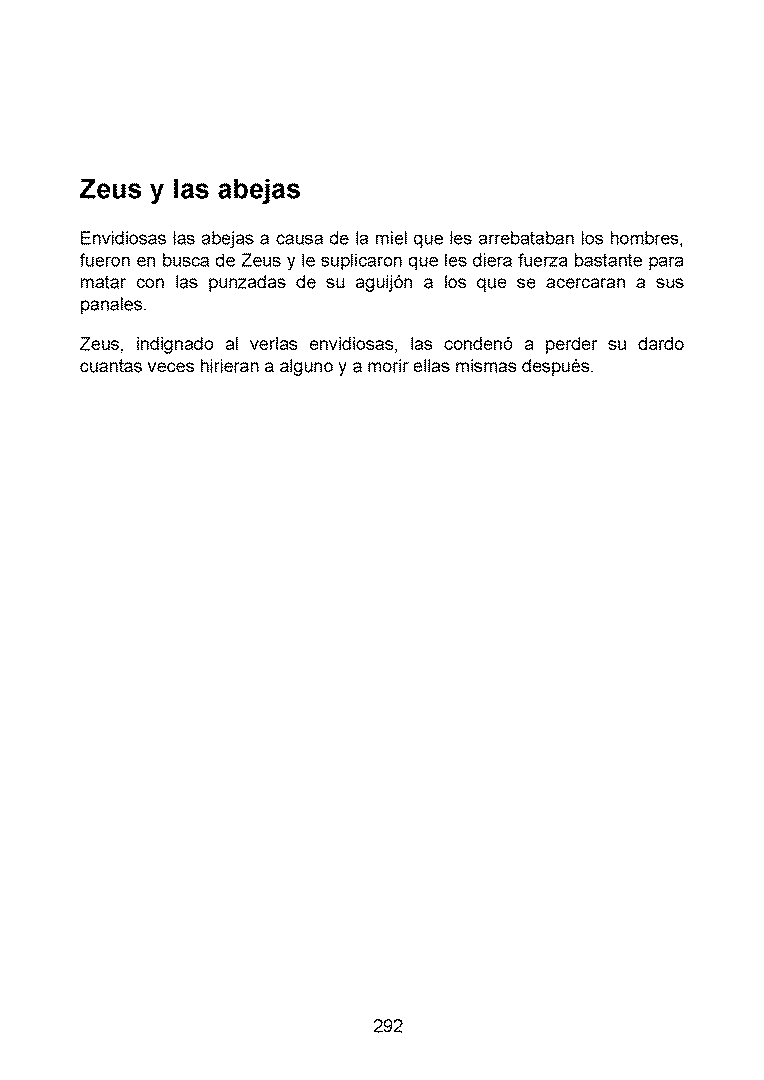 Zeus y las abejas
Envidiosas las abejas a causa de la miel que les arrebataban los hombres,
fueron en busca de Zeus y le suplicaron que les diera fuerza bastante para
matar con las punzadas de su aguijón a los que se acercaran a sus
panales.
Zeus, indignado al verlas envidiosas, las condenó a perder su dardo
cuantas veces hirieran a alguno y a morir ellas mismas después.
292